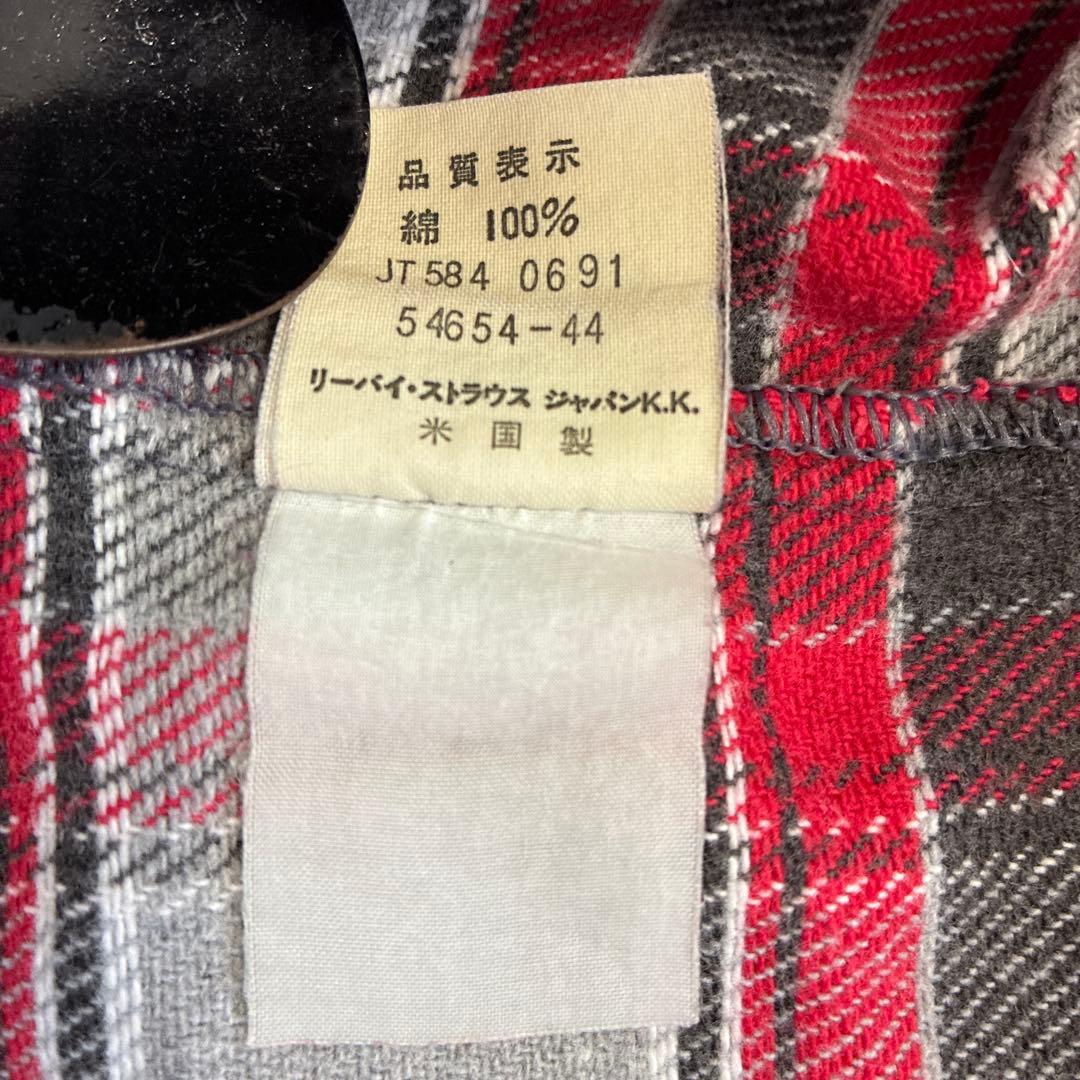 品質表示
綿 100%
JT584 0691
54654-44
リーバイ・ストラウス ジャパンK.K.
米国製